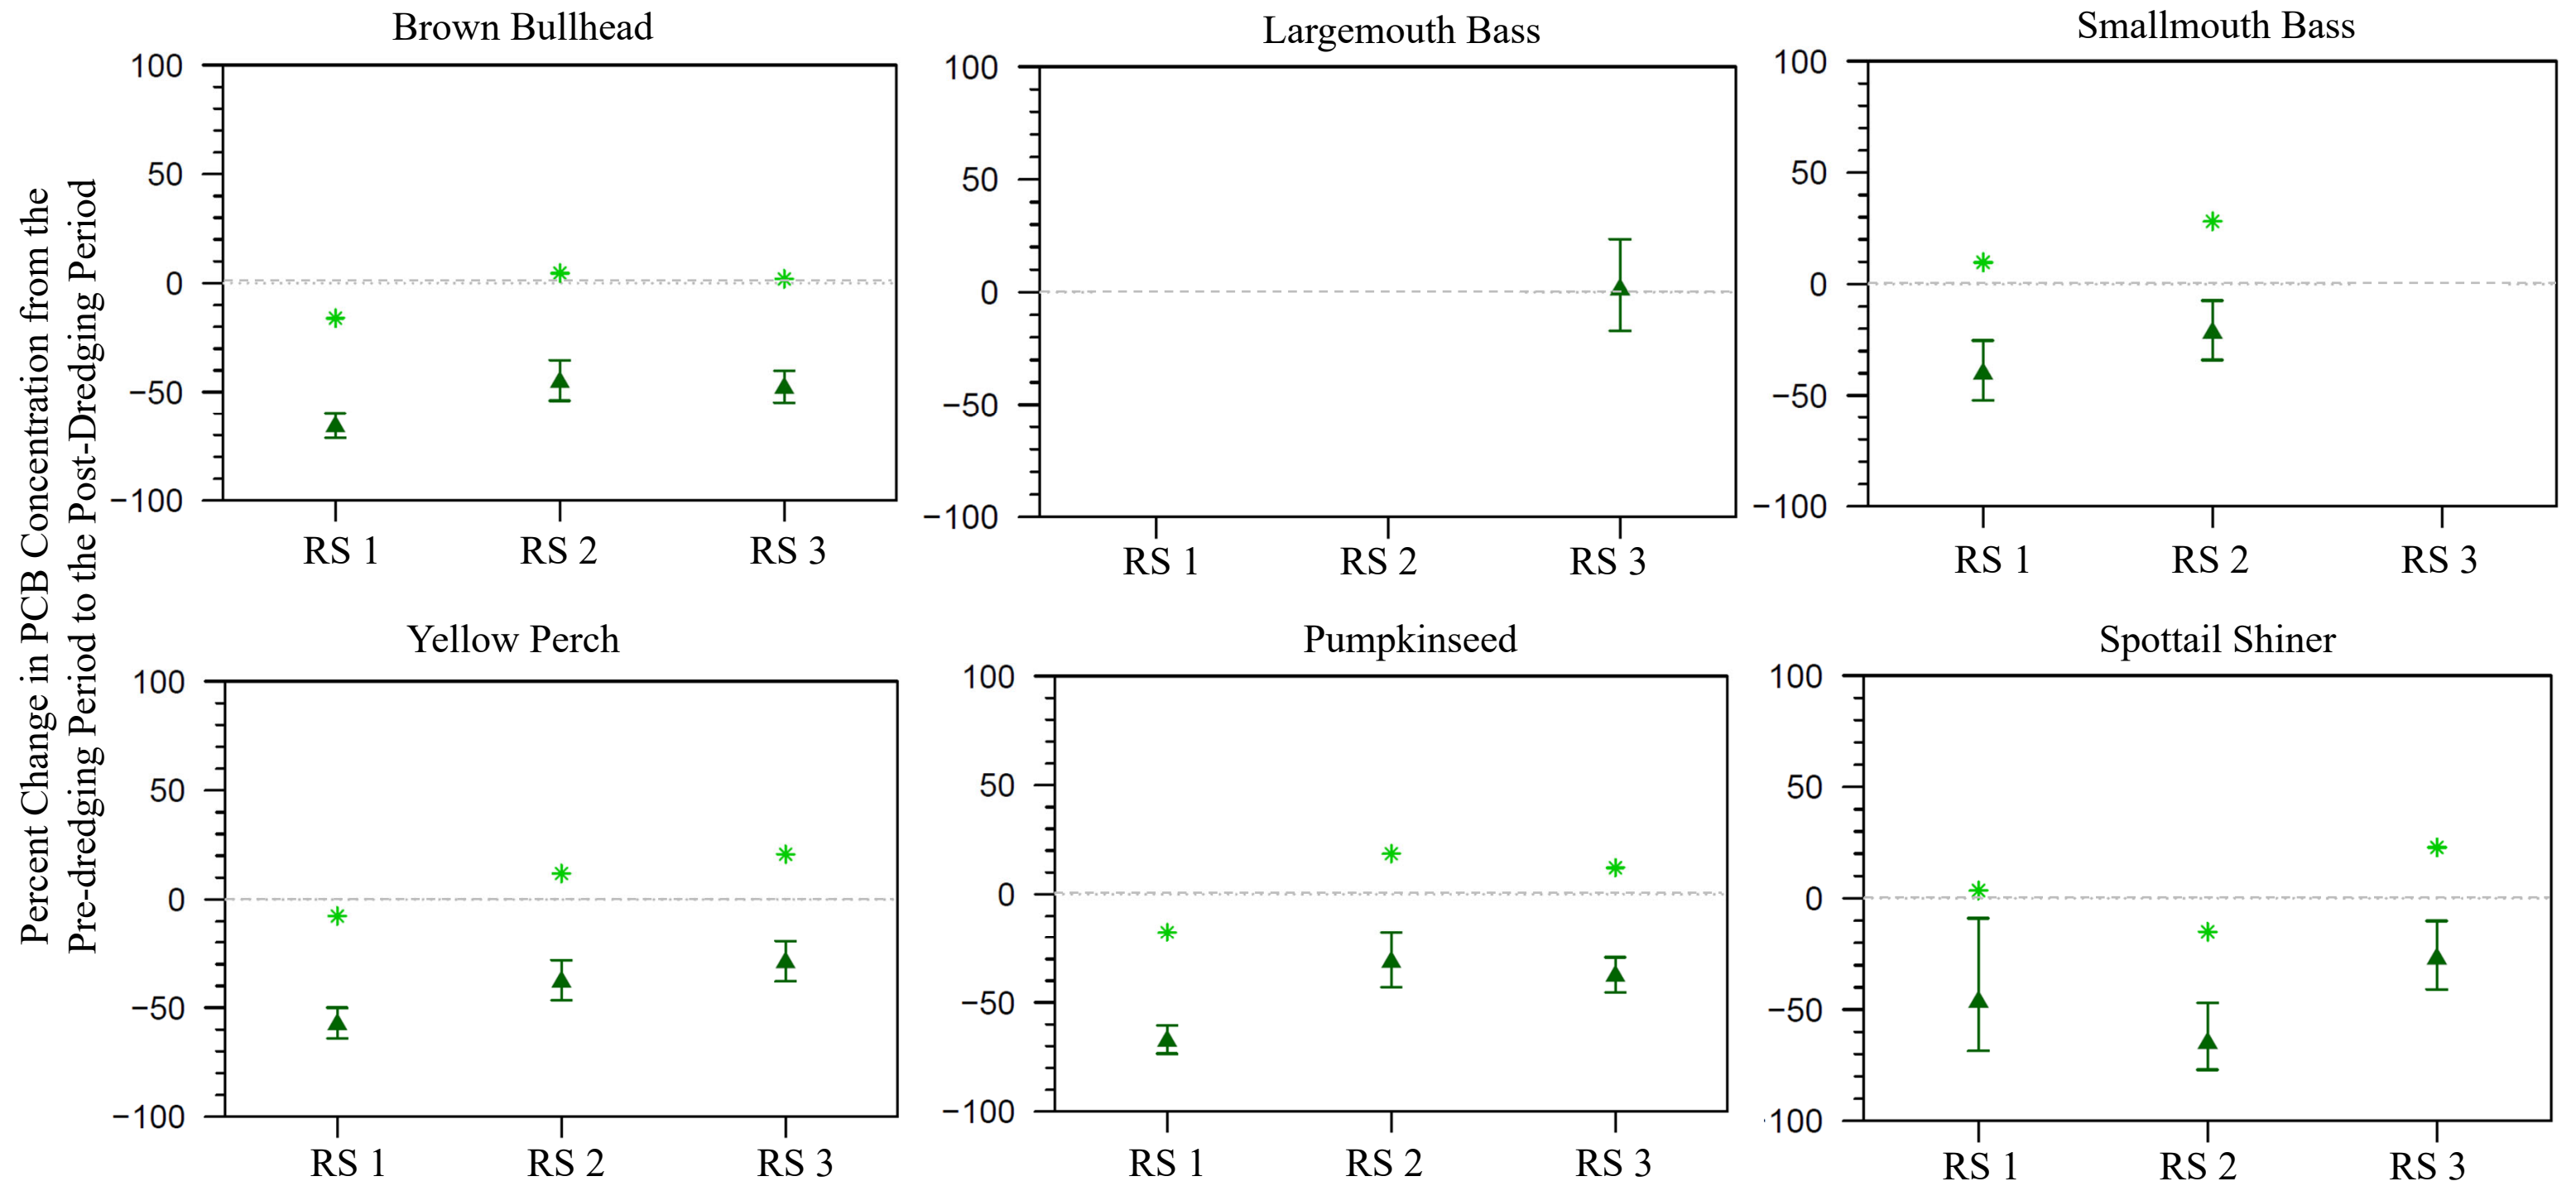 Percent Change in PCB Concentration from the
Pre-dredging Period to the Post-Dredging Period
Brown Bullhead
100
50
0
−50
−100
RS 1 RS 2 RS 3
Largemouth Bass
100
50
0
−50
−100
RS 1 RS 2 RS 3
Smallmouth Bass
100
50
0
−50
−100
RS 1 RS 2 RS 3
Yellow Perch
100
50
0
−50
−100
RS 1 RS 2 RS 3
Pumpkinseed
100
50
0
−50
−100
RS 1 RS 2 RS 3
Spottail Shiner
100
50
0
−50
100
RS 1 RS 2 RS 3